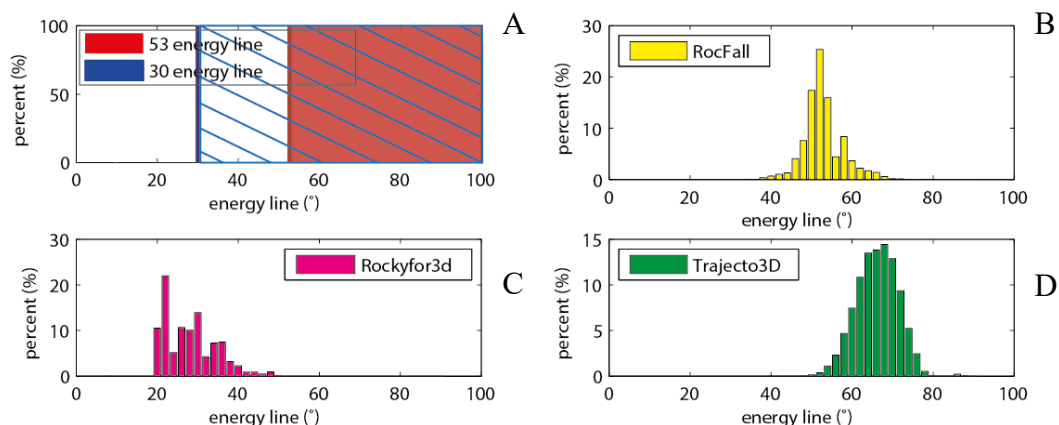 A
100
50
0
percent (%)
53 energy line
30 energy line
0 20 40 60 80 100
energy line (°)
B
30
20
10
0
percent (%)
RocFall
0 20 40 60 80 100
energy line (°)
C
30
20
10
0
percent (%)
Rockyfor3d
0 20 40 60 80 100
energy line (°)
D
15
10
5
0
percent (%)
Trajecto3D
0 20 40 60 80 100
energy line (°)